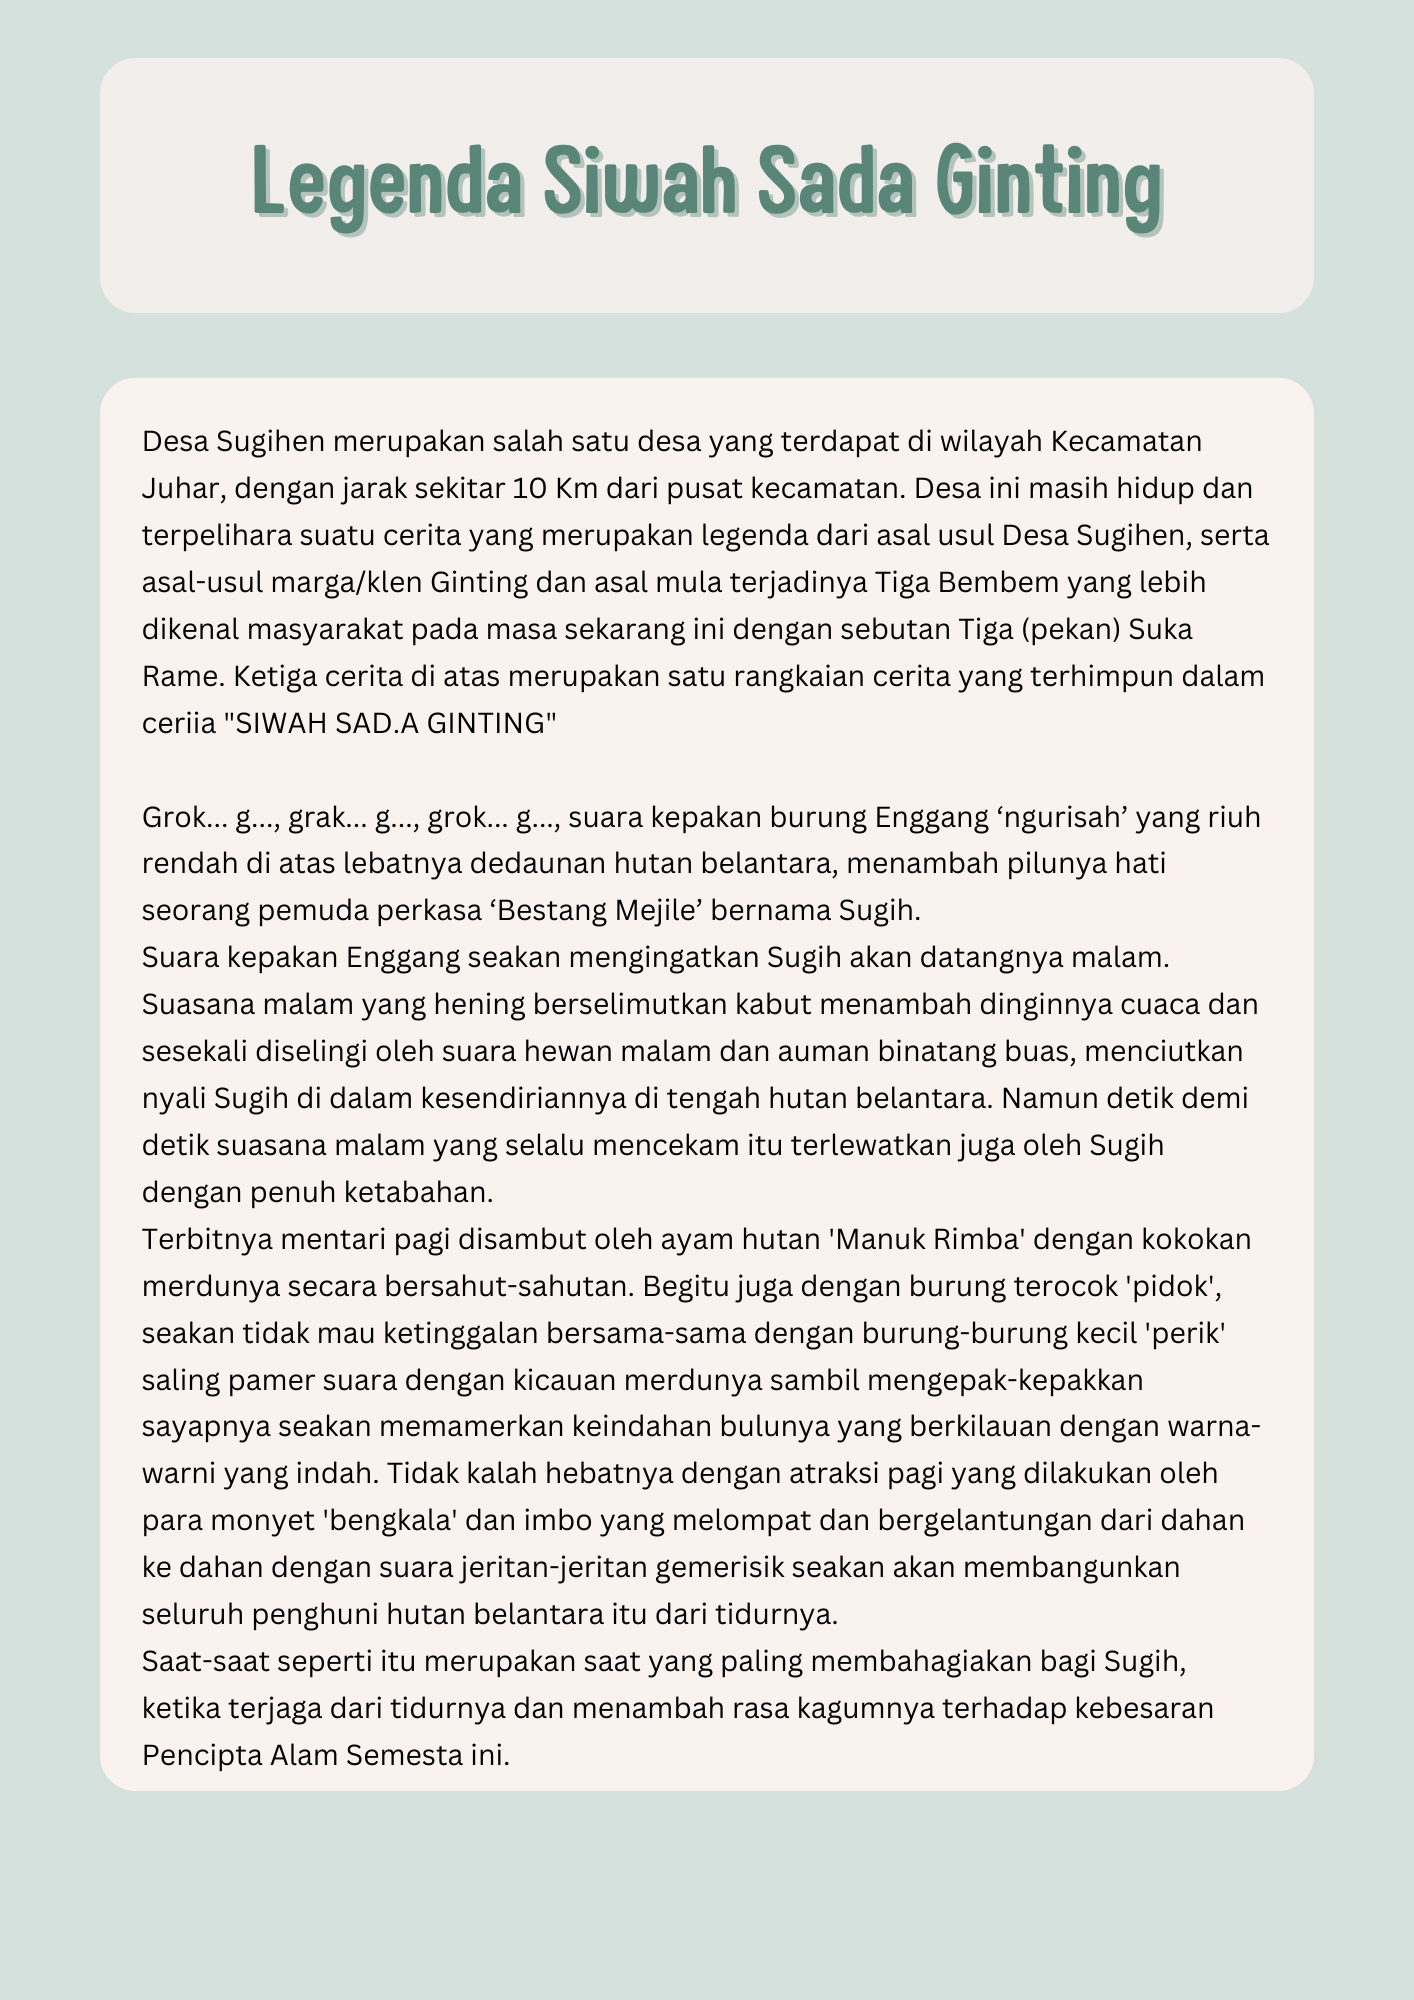 Legenda Siwah Sada Ginting
Desa Sugihen merupakan salah satu desa yang terdapat di wilayah Kecamatan
Juhar, dengan jarak sekitar 10 Km dari pusat kecamatan. Desa ini masih hidup dan
terpelihara suatu cerita yang merupakan legenda dari asal usul Desa Sugihen, serta
asal-usul marga/klen Ginting dan asal mula terjadinya Tiga Bembem yang lebih
dikenal masyarakat pada masa sekarang ini dengan sebutan Tiga (pekan) Suka
Rame. Ketiga cerita di atas merupakan satu rangkaian cerita yang terhimpun dalam
ceriia "SIWAH SAD.A GINTING"
Grok... g..., grak... g..., grok... g..., suara kepakan burung Enggang ‘ngurisah’ yang riuh
rendah di atas lebatnya dedaunan hutan belantara, menambah pilunya hati
seorang pemuda perkasa ‘Bestang Mejile’ bernama Sugih.
Suara kepakan Enggang seakan mengingatkan Sugih akan datangnya malam.
Suasana malam yang hening berselimutkan kabut menambah dinginnya cuaca dan
sesekali diselingi oleh suara hewan malam dan auman binatang buas, menciutkan
nyali Sugih di dalam kesendiriannya di tengah hutan belantara. Namun detik demi
detik suasana malam yang selalu mencekam itu terlewatkan juga oleh Sugih
dengan penuh ketabahan.
Terbitnya mentari pagi disambut oleh ayam hutan 'Manuk Rimba' dengan kokokan
merdunya secara bersahut-sahutan. Begitu juga dengan burung terocok 'pidok',
seakan tidak mau ketinggalan bersama-sama dengan burung-burung kecil 'perik'
saling pamer suara dengan kicauan merdunya sambil mengepak-kepakkan
sayapnya seakan memamerkan keindahan bulunya yang berkilauan dengan warna-
warni yang indah. Tidak kalah hebatnya dengan atraksi pagi yang dilakukan oleh
para monyet 'bengkala' dan imbo yang melompat dan bergelantungan dari dahan
ke dahan dengan suara jeritan-jeritan gemerisik seakan akan membangunkan
seluruh penghuni hutan belantara itu dari tidurnya.
Saat-saat seperti itu merupakan saat yang paling membahagiakan bagi Sugih,
ketika terjaga dari tidurnya dan menambah rasa kagumnya terhadap kebesaran
Pencipta Alam Semesta ini.